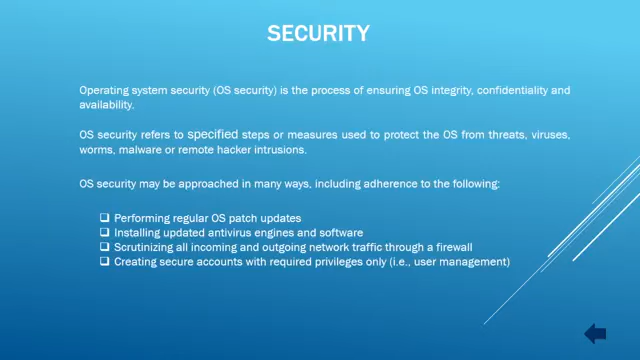 SECURITY
Operating system security (OS security) is the process of ensuring OS integrity, confidentiality and
availability.
OS security refers to specified steps or measures used to protect the OS from threats, viruses,
worms, malware or remote hacker intrusions.
OS security may be approached in many ways, including adherence to the following:
❑ Performing regular OS patch updates
❑ Installing updated antivirus engines and software
❑ Scrutinizing all incoming and outgoing network traffic through a firewall
❑ Creating secure accounts with required privileges only (i.e., user management)